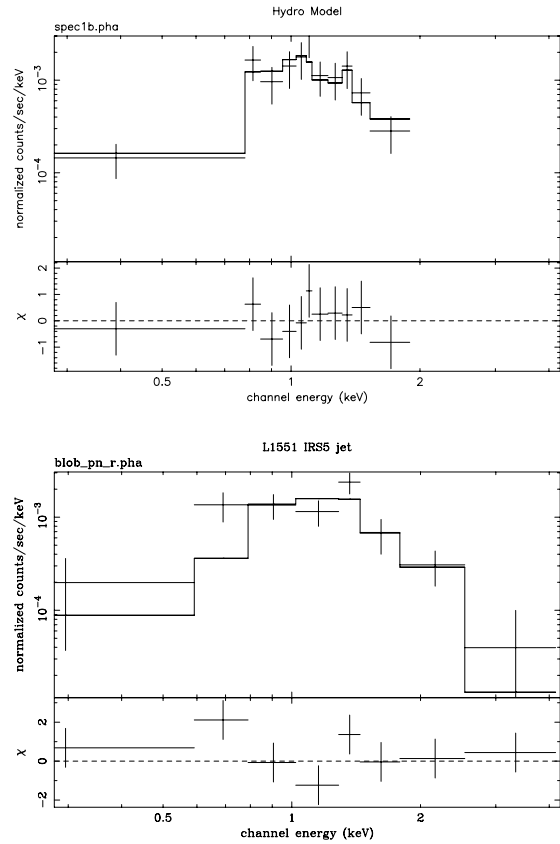 Hydro Model
spec1b.pha
normalized counts/sec/keV
10⁻³
10⁻⁴
χ
2
1
0
−1
0.5
1
2
channel energy (keV)
L1551 IRS5 jet
blob_pn_r.pha
normalized counts/sec/keV
10⁻³
10⁻⁴
χ
2
0
−2
0.5
1
2
channel energy (keV)